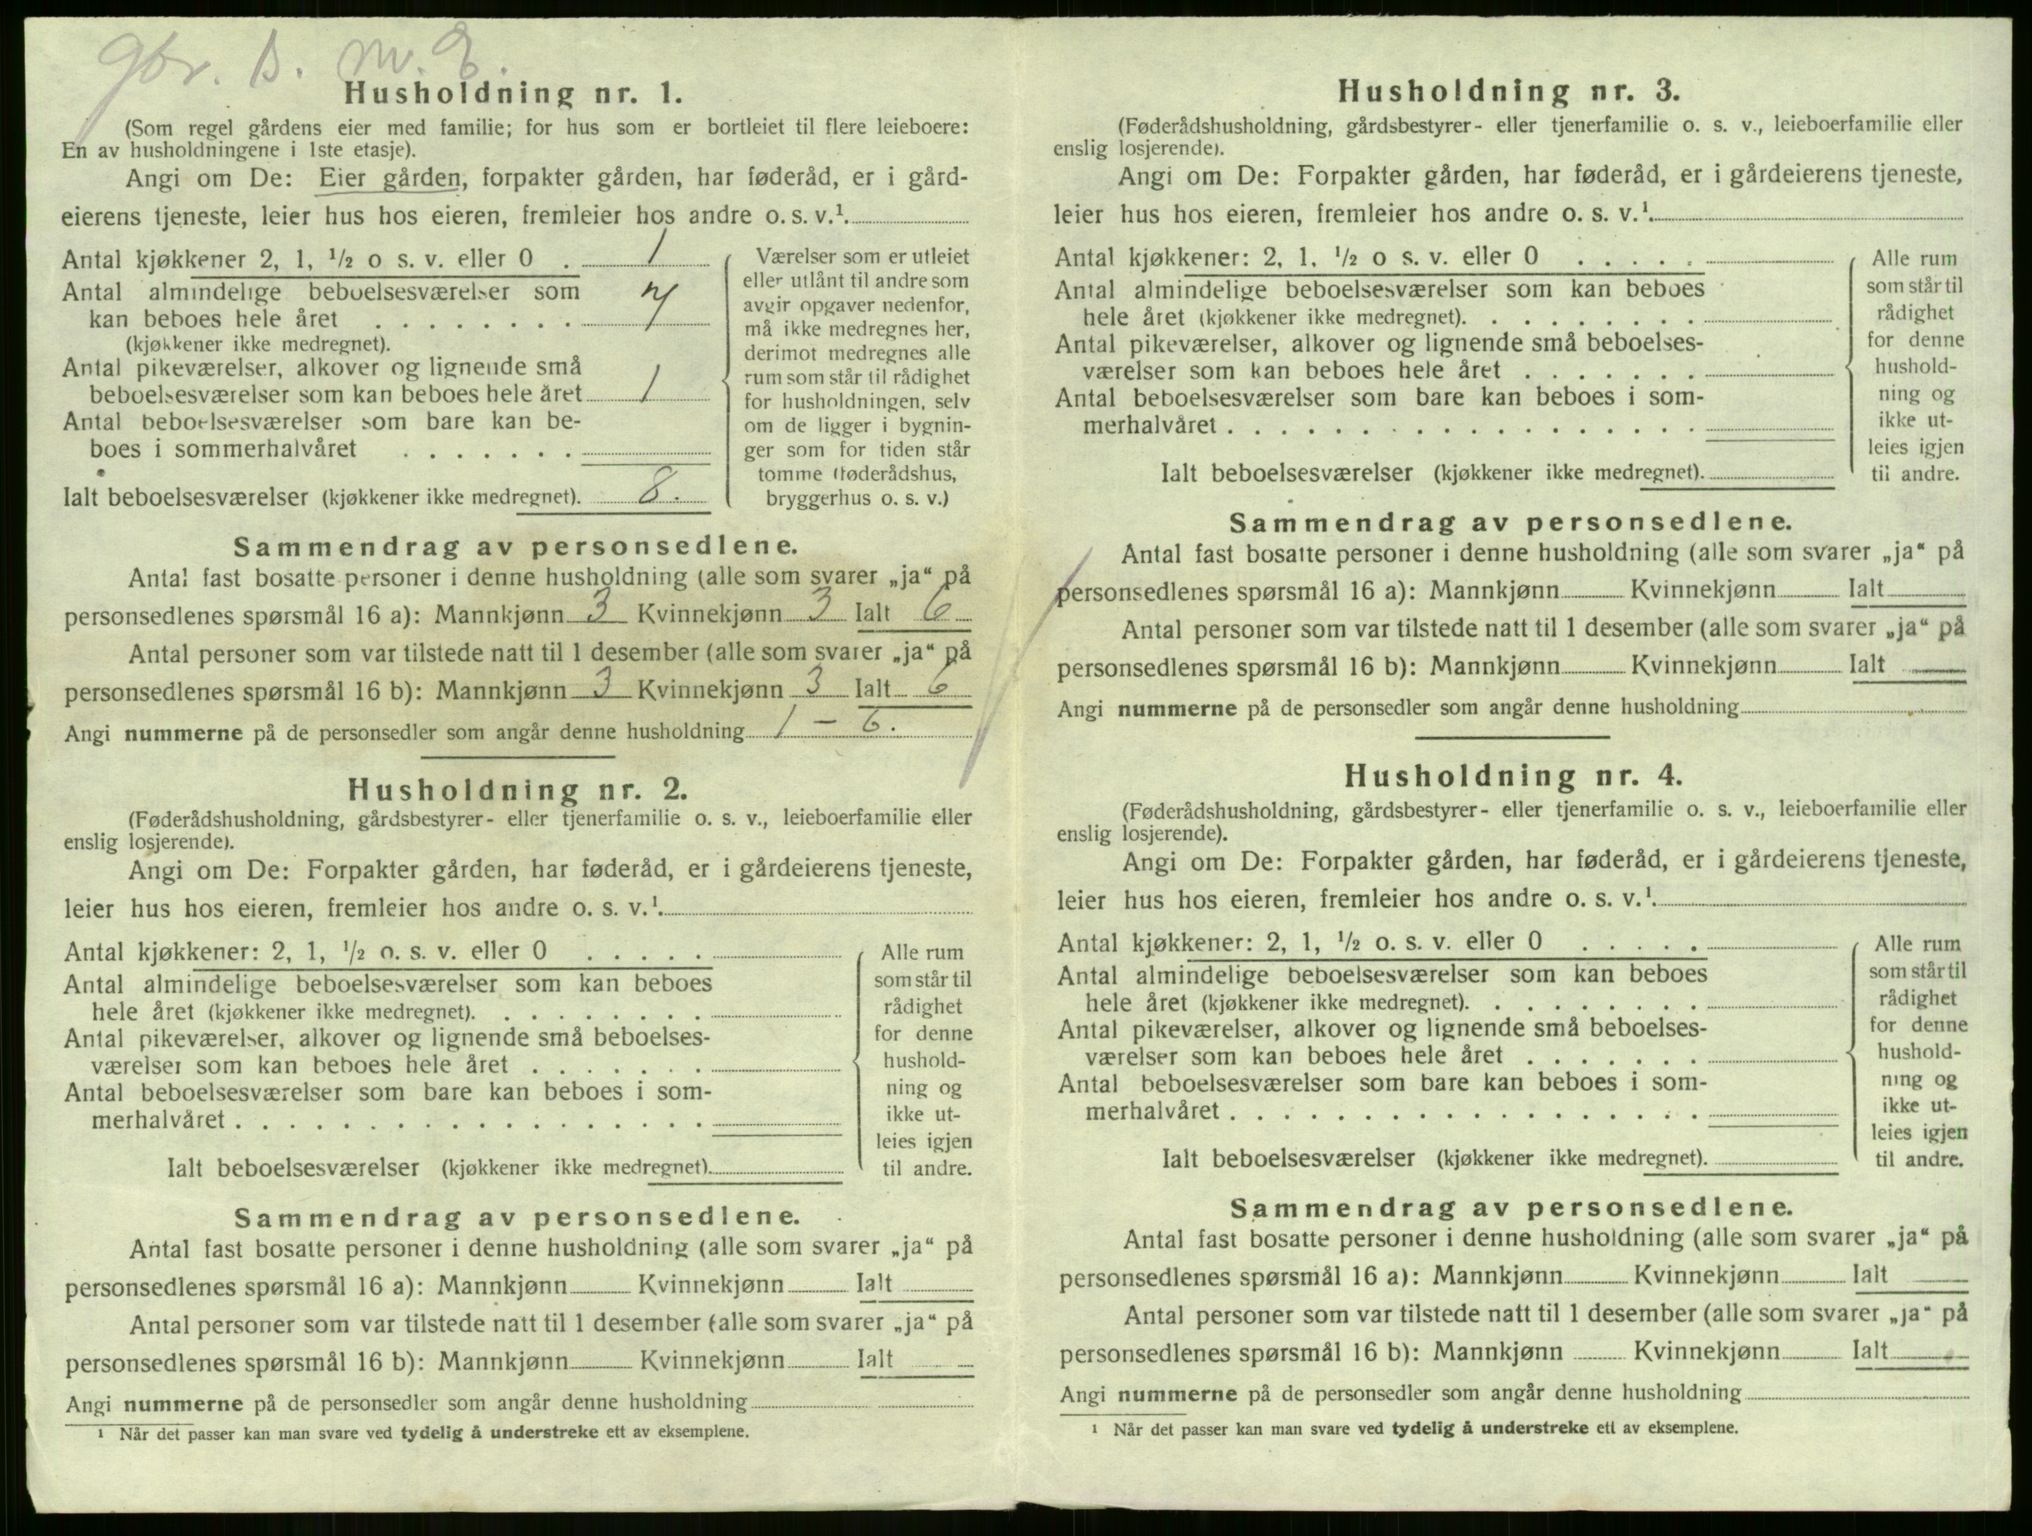 gbr. D. M. E.
Husholdning nr. 1.
(Som regel gårdens eier med familie; for hus som er bortleiet til flere leieboere:
En av husholdningene i 1ste etasje).
Angi om De: Eier gården, forpakter gården, har føderåd, er i gård-
eierens tjeneste, leier hus hos eieren, fremleier hos andre o. s. v.¹.
Antal kjøkkener 2, 1, ½ o s. v. eller 0 . 1
Antal almindelige beboelsesværelser som
kan beboes hele året . . . . . . . . 7
(kjøkkener ikke medregnet).
Antal pikeværelser, alkover og lignende små
beboelsesværelser som kan beboes hele året 1
Antal beboelsesværelser som bare kan be-
boes i sommerhalvåret . . . . . . .
Ialt beboelsesværelser (kjøkkener ikke medregnet). 8.
Værelser som er utleiet
eller utlånt til andre som
avgir opgaver nedenfor,
må ikke medregnes her,
derimot medregnes alle
rum som står til rådighet
for husholdningen, selv
om de ligger i bygnin-
ger som for tiden står
tomme (føderådshus,
bryggerhus o. s. v.)
Sammendrag av personsedlene.
Antal fast bosatte personer i denne husholdning (alle som svarer „ja“ på
personsedlenes spørsmål 16 a): Mannkjønn 3 Kvinnekjønn 3 Ialt 6
Antal personer som var tilstede natt til 1 desember (alle som svarer „ja“ på
personsedlenes spørsmål 16 b): Mannkjønn 3 Kvinnekjønn 3 Ialt 6
Angi nummerne på de personsedler som angår denne husholdning 1 – 6.
Husholdning nr. 2.
(Føderådshusholdning, gårdsbestyrer- eller tjenerfamilie o. s. v., leieboerfamilie eller
enslig losjerende).
Angi om De: Forpakter gården, har føderåd, er i gårdeierens tjeneste,
leier hus hos eieren, fremleier hos andre o. s. v.¹.
Antal kjøkkener: 2, 1, ½ o. s. v. eller 0 . . . . .
Antal almindelige beboelsesværelser som kan beboes
hele året (kjøkkener ikke medregnet). . . . . . . . .
Antal pikeværelser, alkover og lignende små beboelses-
værelser som kan beboes hele året . . . . . . .
Antal beboelsesværelser som bare kan beboes i som-
merhalvåret . . . . . . . . . . . . . . . . . .
Ialt beboelsesværelser (kjøkkener ikke medregnet).
Alle rum
som står til
rådighet
for denne
hushold-
ning og
ikke ut-
leies igjen
til andre.
Sammendrag av personsedlene.
Antal fast bosatte personer i denne husholdning (alle som svarer „ja“ på
personsedlenes spørsmål 16 a): Mannkjønn Kvinnekjønn Ialt
Antal personer som var tilstede natt til 1 desember (alle som svarer „ja“ på
personsedlenes spørsmål 16 b): Mannkjønn Kvinnekjønn Ialt
Angi nummerne på de personsedler som angår denne husholdning
¹ Når det passer kan man svare ved tydelig å understreke ett av eksemplene.
Husholdning nr. 3.
(Føderådshusholdning, gårdsbestyrer- eller tjenerfamilie o. s. v., leieboerfamilie eller
enslig losjerende).
Angi om De: Forpakter gården, har føderåd, er i gårdeierens tjeneste,
leier hus hos eieren, fremleier hos andre o. s. v.¹.
Antal kjøkkener: 2, 1, ½ o s. v. eller 0 . . . . .
Antal almindelige beboelsesværelser som kan beboes
hele året (kjøkkener ikke medregnet). . . . . . . . .
Antal pikeværelser, alkover og lignende små beboelses-
værelser som kan beboes hele året . . . . . . .
Antal beboelsesværelser som bare kan beboes i som-
merhalvåret . . . . . . . . . . . . . . . . . .
Ialt beboelsesværelser (kjøkkener ikke medregnet).
Alle rum
som står til
rådighet
for denne
hushold-
ning og
ikke ut-
leies igjen
til andre.
Sammendrag av personsedlene.
Antal fast bosatte personer i denne husholdning (alle som svarer „ja“ på
personsedlenes spørsmål 16 a): Mannkjønn Kvinnekjønn Ialt
Antal personer som var tilstede natt til 1 desember (alle som svarer „ja“ på
personsedlenes spørsmål 16 b): Mannkjønn Kvinnekjønn Ialt
Angi nummerne på de personsedler som angår denne husholdning
Husholdning nr. 4.
(Føderådshusholdning, gårdsbestyrer- eller tjenerfamilie o. s. v., leieboerfamilie eller
enslig losjerende).
Angi om De: Forpakter gården, har føderåd, er i gårdeierens tjeneste,
leier hus hos eieren, fremleier hos andre o. s. v.¹.
Antal kjøkkener: 2, 1, ½ o. s. v. eller 0 . . . . .
Antal almindelige beboelsesværelser som kan beboes
hele året (kjøkkener ikke medregnet). . . . . . . . .
Antal pikeværelser, alkover og lignende små beboelses-
værelser som kan beboes hele året . . . . . . .
Antal beboelsesværelser som bare kan beboes i som-
merhalvåret . . . . . . . . . . . . . . . . . .
Ialt beboelsesværelser (kjøkkener ikke medregnet).
Alle rum
som står til
rådighet
for denne
hushold-
ning og
ikke ut-
leies igjen
til andre.
Sammendrag av personsedlene.
Antal fast bosatte personer i denne husholdning (alle som svarer „ja“ på
personsedlenes spørsmål 16 a): Mannkjønn Kvinnekjønn Ialt
Antal personer som var tilstede natt til 1 desember (alle som svarer „ja“ på
personsedlenes spørsmål 16 b): Mannkjønn Kvinnekjønn Ialt
Angi nummerne på de personsedler som angår denne husholdning
¹ Når det passer kan man svare ved tydelig å understreke ett av eksemplene.